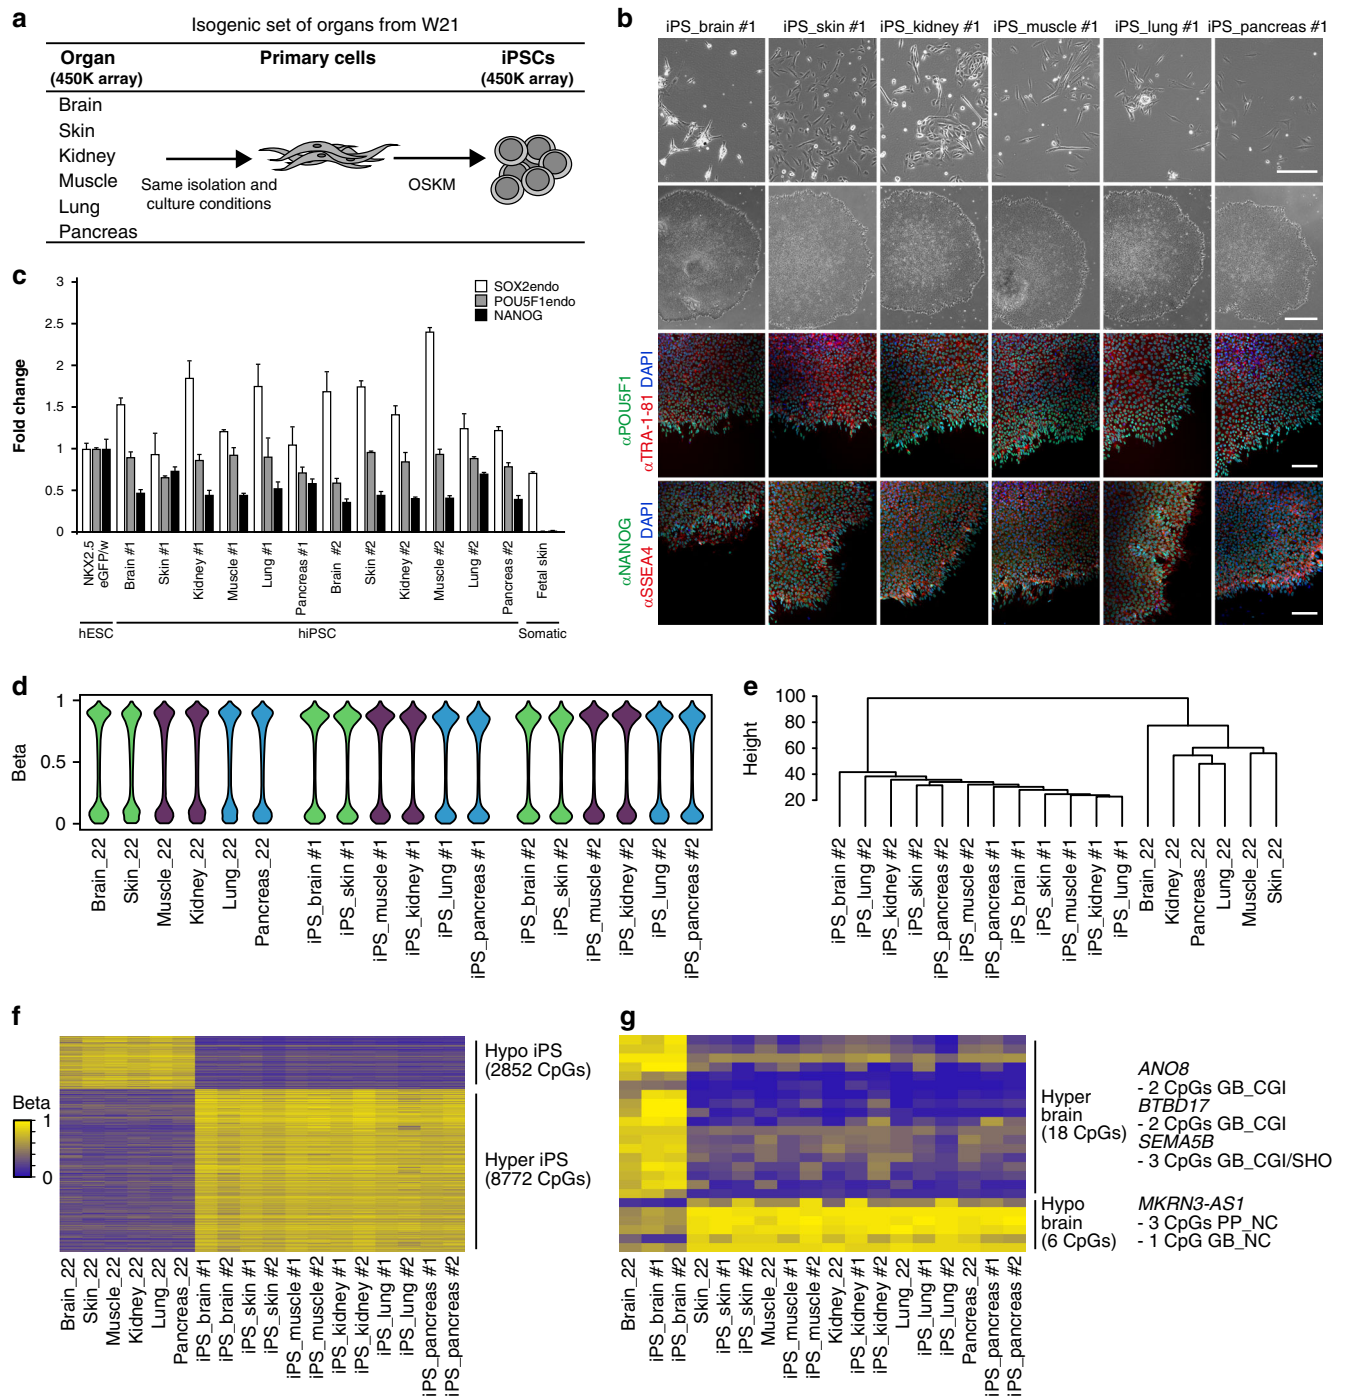 a
Isogenic set of organs from W21
Organ
(450K array)
Primary cells
iPSCs
(450K array)
Brain
Skin
Kidney
Muscle
Lung
Pancreas
Same isolation and
culture conditions
OSKM
b
iPS_brain #1
iPS_skin #1
iPS_kidney #1
iPS_muscle #1
iPS_lung #1
iPS_pancreas #1
αPOU5F1
αTRA-1-81 DAPI
αNANOG
αSSEA4 DAPI
c
Fold change
3
2.5
2
1.5
1
0.5
0
SOX2endo
POU5F1endo
NANOG
NKX2.5
eGFP/w
Brain #1
Skin #1
Kidney #1
Muscle #1
Lung #1
Pancreas #1
Brain #2
Skin #2
Kidney #2
Muscle #2
Lung #2
Pancreas #2
Fetal skin
hESC
hiPSC
Somatic
d
Beta
1
0.5
0
Brain_22
Skin_22
Muscle_22
Kidney_22
Lung_22
Pancreas_22
iPS_brain #1
iPS_skin #1
iPS_muscle #1
iPS_kidney #1
iPS_lung #1
iPS_pancreas #1
iPS_brain #2
iPS_skin #2
iPS_muscle #2
iPS_kidney #2
iPS_lung #2
iPS_pancreas #2
e
Height
100
80
60
40
20
iPS_brain #2
iPS_lung #2
iPS_kidney #2
iPS_skin #2
iPS_pancreas #2
iPS_muscle #2
iPS_pancreas #1
iPS_brain #1
iPS_skin #1
iPS_muscle #1
iPS_kidney #1
iPS_lung #1
Brain_22
Kidney_22
Pancreas_22
Lung_22
Muscle_22
Skin_22
f
Beta
1
0
Hypo iPS
(2852 CpGs)
Hyper iPS
(8772 CpGs)
Brain_22
Skin_22
Muscle_22
Kidney_22
Lung_22
Pancreas_22
iPS_brain #1
iPS_brain #2
iPS_skin #1
iPS_skin #2
iPS_muscle #1
iPS_muscle #2
iPS_kidney #1
iPS_kidney #2
iPS_lung #1
iPS_lung #2
iPS_pancreas #1
iPS_pancreas #2
g
Hyper
brain
(18 CpGs)
ANO8
- 2 CpGs GB_CGI
BTBD17
- 2 CpGs GB_CGI
SEMA5B
- 3 CpGs GB_CGI/SHO
Hypo
brain
(6 CpGs)
MKRN3-AS1
- 3 CpGs PP_NC
- 1 CpG GB_NC
Brain_22
iPS_brain #1
iPS_brain #2
Skin_22
iPS_skin #1
iPS_skin #2
Muscle_22
iPS_muscle #1
iPS_muscle #2
Kidney_22
iPS_kidney #1
iPS_kidney #2
Lung_22
iPS_lung #1
iPS_lung #2
Pancreas_22
iPS_pancreas #1
iPS_pancreas #2